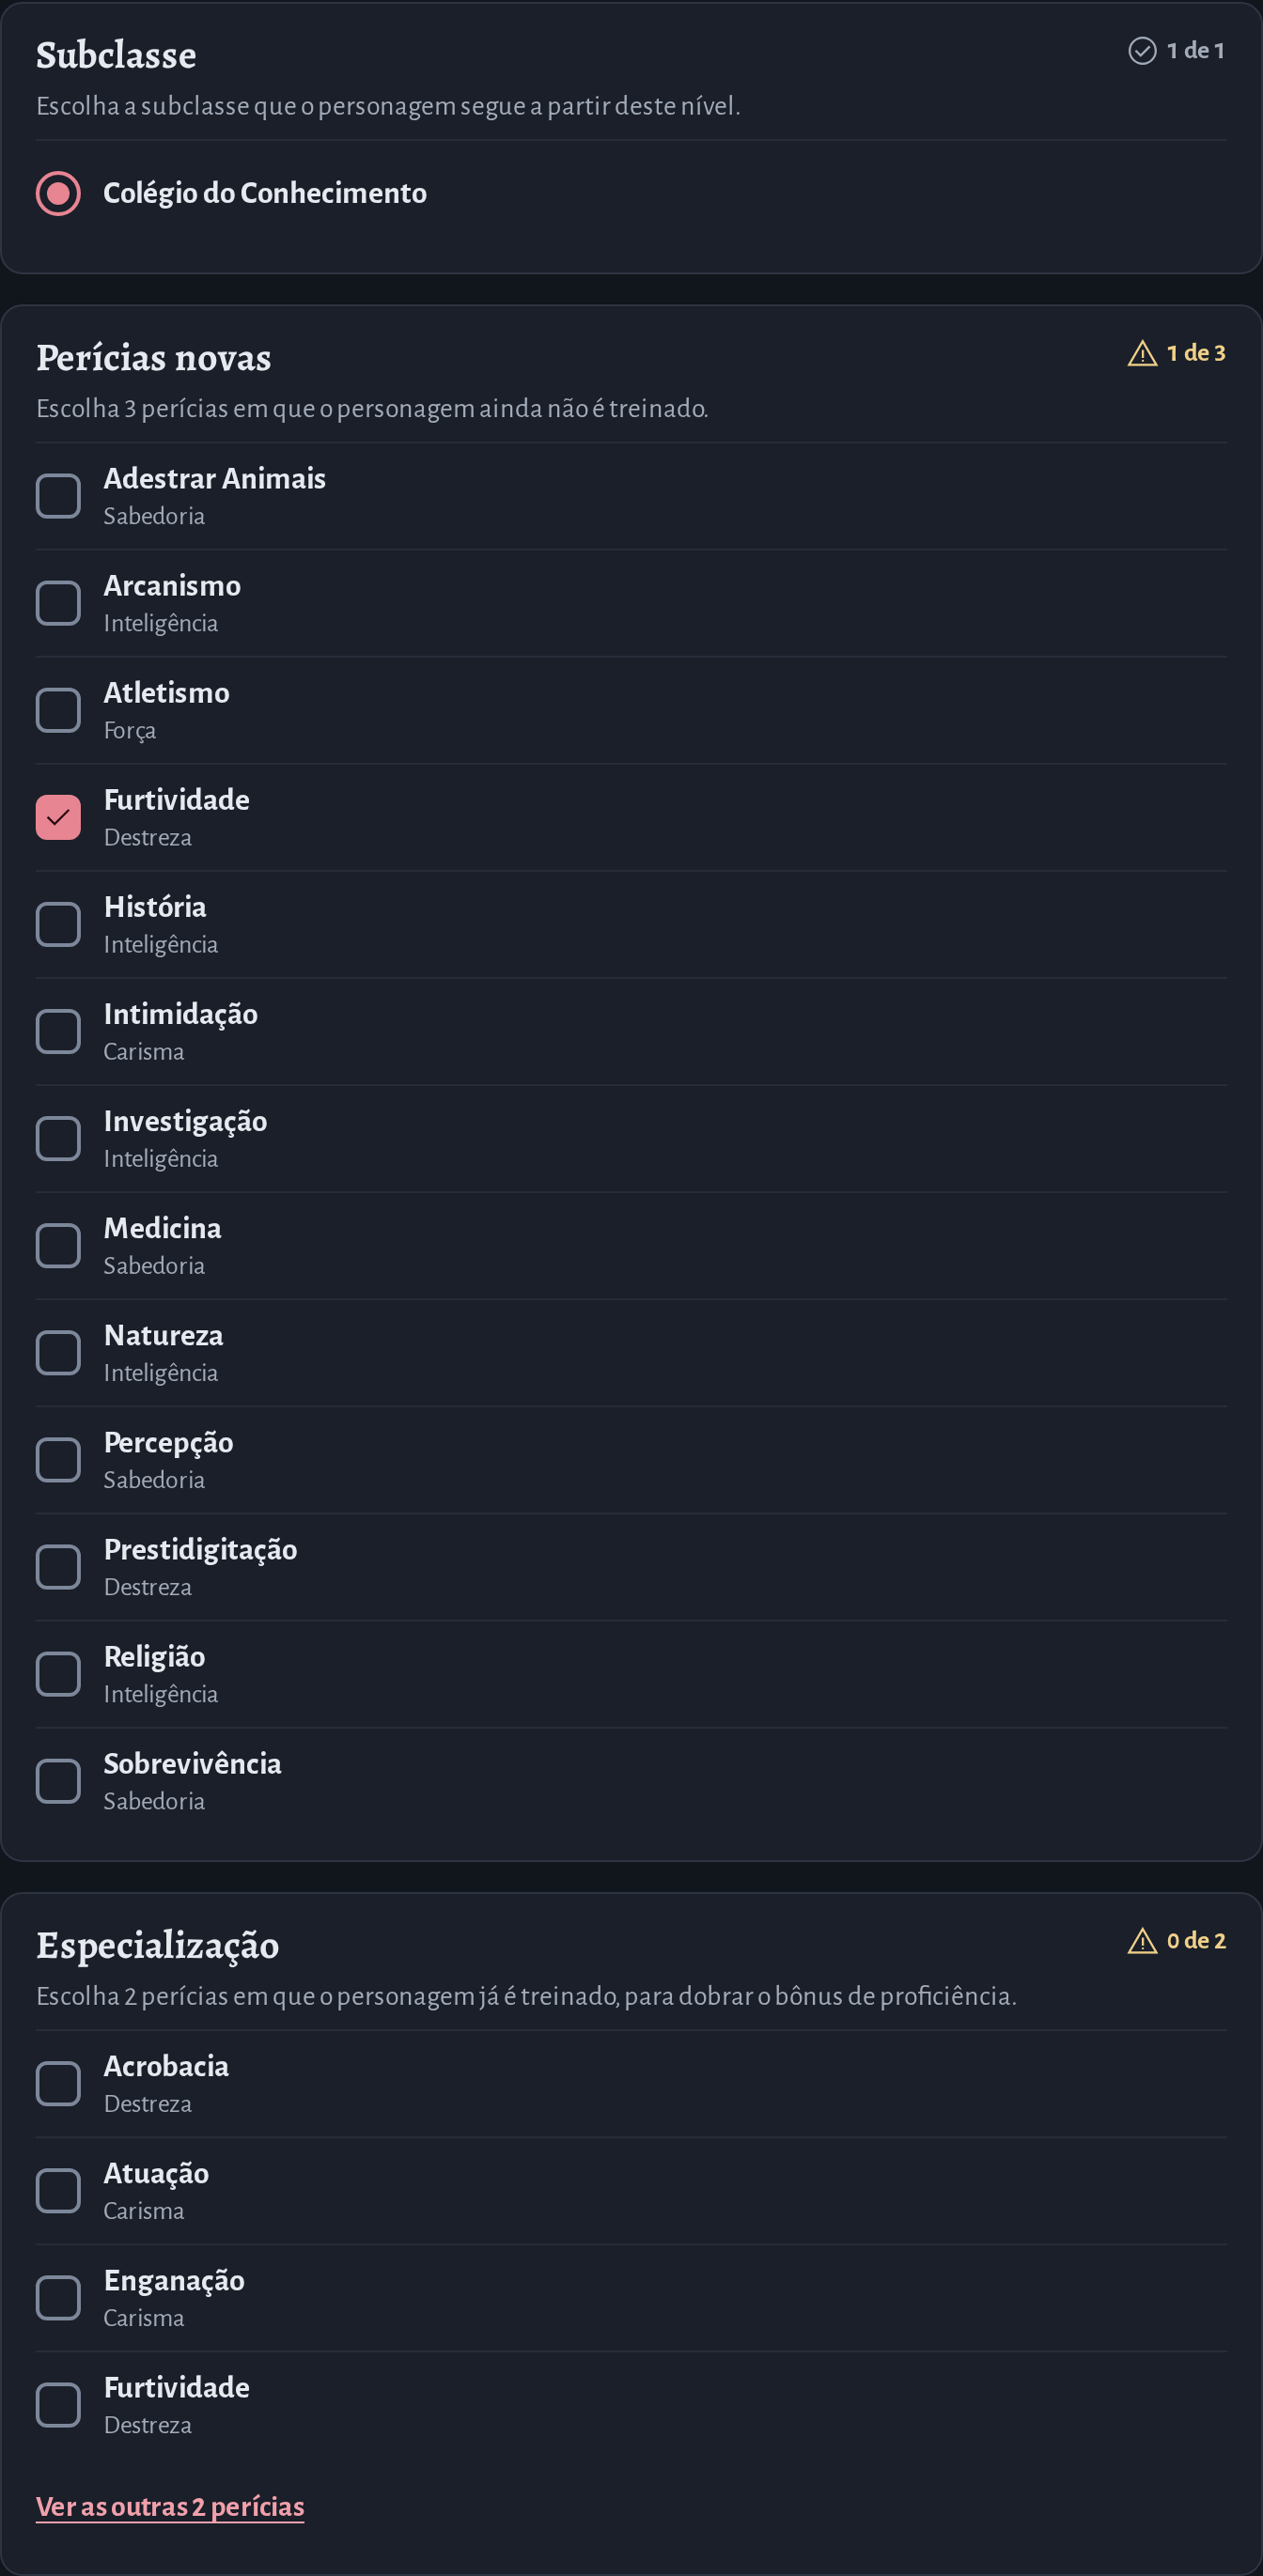 Subclasse
1 de 1
Escolha a subclasse que o personagem segue a partir deste nível.
Colégio do Conhecimento
Perícias novas
1 de 3
Escolha 3 perícias em que o personagem ainda não é treinado.
Adestrar Animais
Sabedoria
Arcanismo
Inteligência
Atletismo
Força
Furtividade
Destreza
História
Inteligência
Intimidação
Carisma
Investigação
Inteligência
Medicina
Sabedoria
Natureza
Inteligência
Percepção
Sabedoria
Prestidigitação
Destreza
Religião
Inteligência
Sobrevivência
Sabedoria
Especialização
0 de 2
Escolha 2 perícias em que o personagem já é treinado, para dobrar o bônus de proficiência.
Acrobacia
Destreza
Atuação
Carisma
Enganação
Carisma
Furtividade
Destreza
Ver as outras 2 perícias